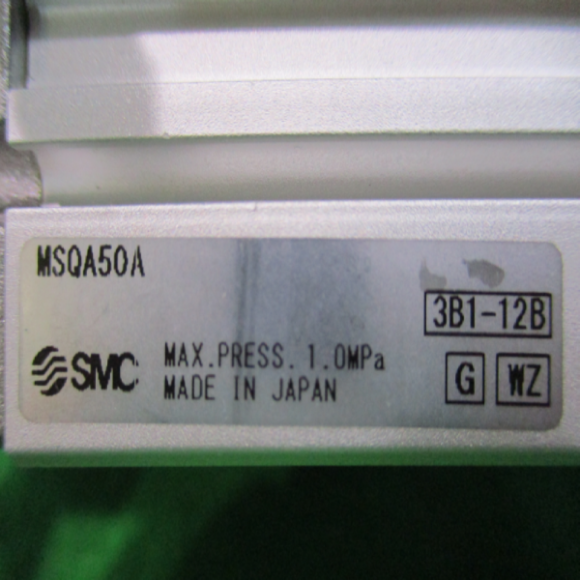 MSQA50A
3B1-12B
SMC MAX.PRESS. 1.0MPa
MADE IN JAPAN
G WZ